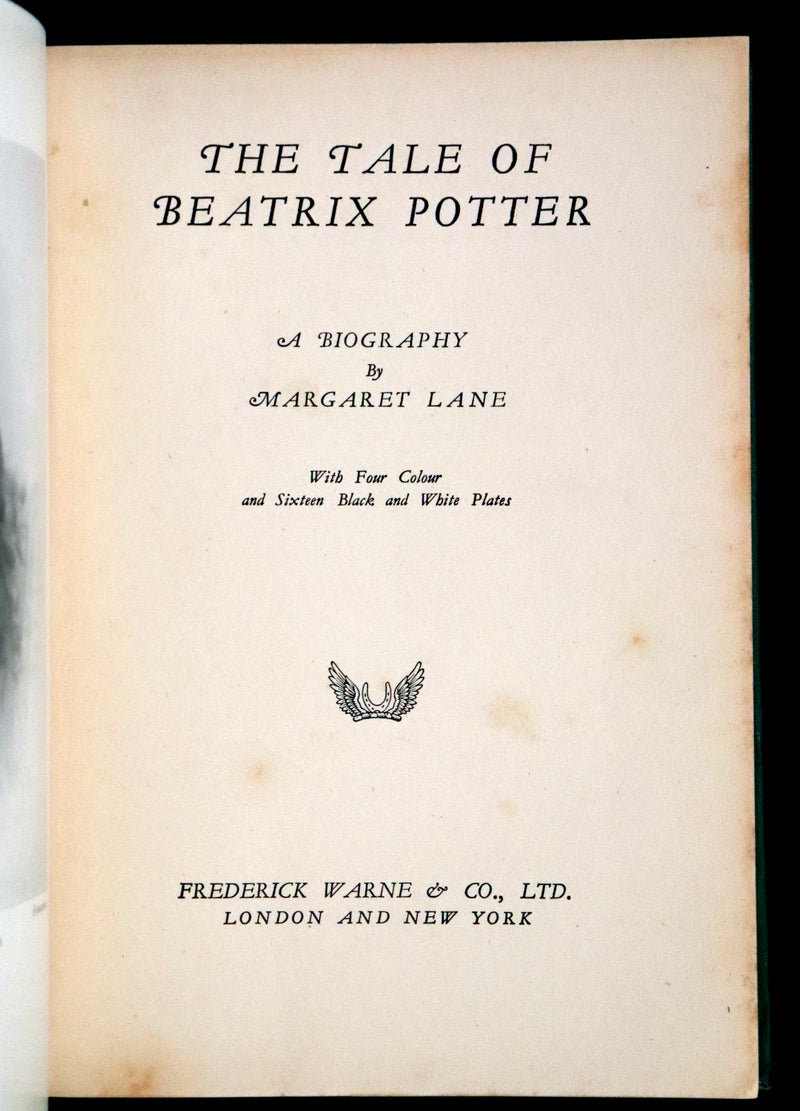 THE TALE OF
BEATRIX POTTER
A BIOGRAPHY
By
MARGARET LANE
With Four Colour
and Sixteen Black and White Plates
FREDERICK WARNE & CO., LTD.
LONDON AND NEW YORK